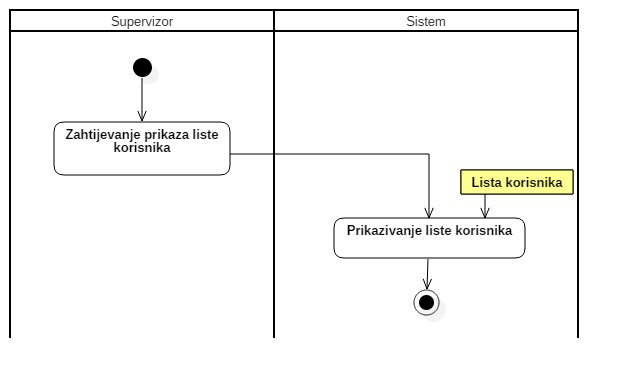 Supervizor
Sistem
Zahtijevanje prikaza liste
korisnika
Lista korisnika
Prikazivanje liste korisnika